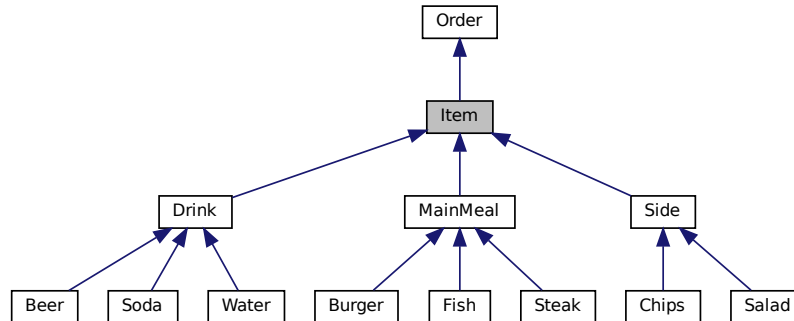 Order
Item
Drink
MainMeal
Side
Beer
Soda
Water
Burger
Fish
Steak
Chips
Salad